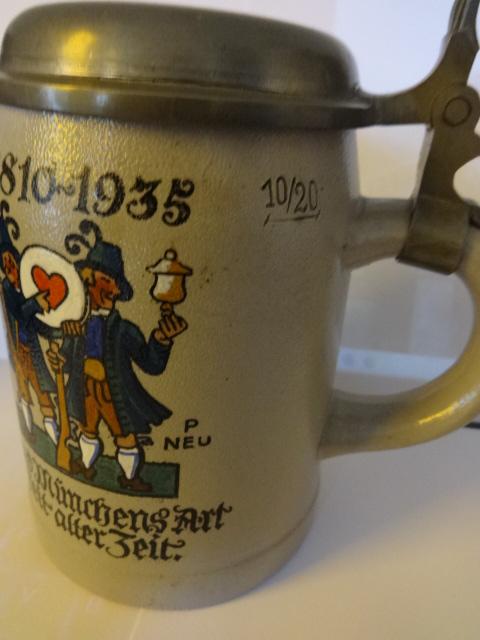 810-1935
10/20
P
NEU
Münchens Art
alter Zeit.